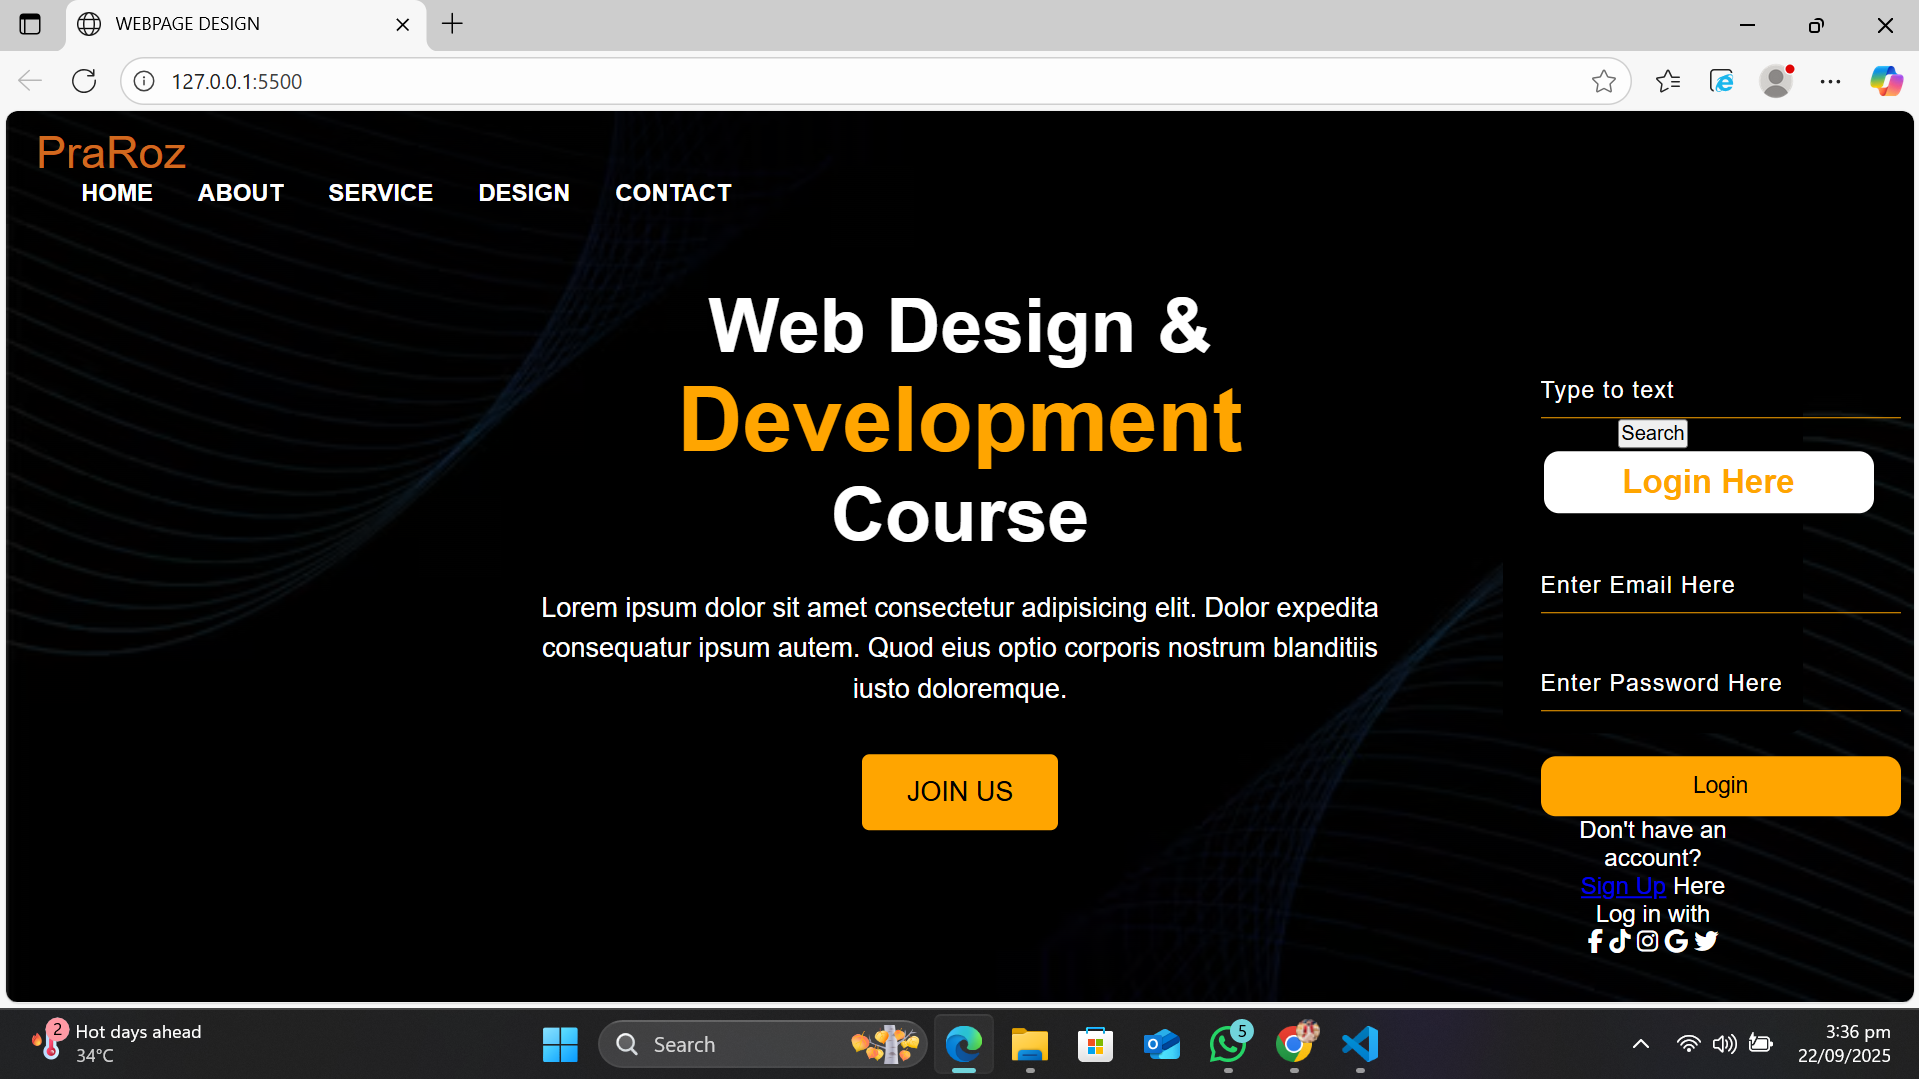 WEBPAGE DESIGN
127.0.0.1:5500
PraRoz
HOME ABOUT SERVICE DESIGN CONTACT
Web Design &
Development
Course
Lorem ipsum dolor sit amet consectetur adipisicing elit. Dolor expedita
consequatur ipsum autem. Quod eius optio corporis nostrum blanditiis
iusto doloremque.
JOIN US
Type to text
Search
Login Here
Enter Email Here
Enter Password Here
Login
Don't have an
account?
Sign Up Here
Log in with
2
Hot days ahead
34°C
Search
5
3:36 pm
22/09/2025